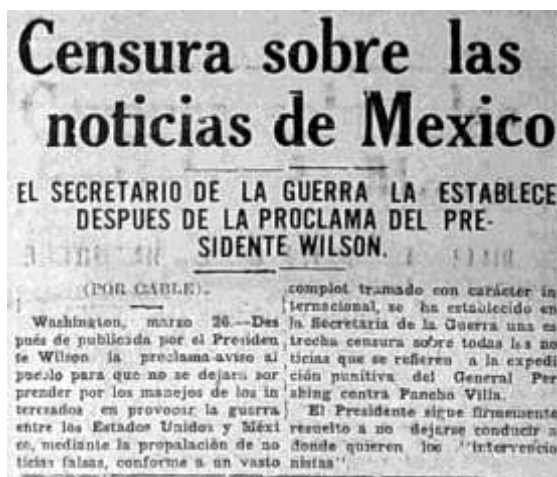 Censura sobre las
noticias de Mexico
EL SECRETARIO DE LA GUERRA LA ESTABLECE
DESPUES DE LA PROCLAMA DEL PRE-
SIDENTE WILSON.
(POR CABLE).
Washington, marzo 26.—Des
pués de publicada por el Presiden
te Wilson la proclama-aviso al
pueblo para que no se dejara sor
prender por los manejos de los in
teresados en provocir la guerra
entre los Estados Unidos y Méxi
co, mediante la propalación de no
ticias falsas, conforme a un vasto
complot tramado con carácter in
ternacional, se ha establecido en
la Secretaría de la Guerra una es
trecha censura sobre todas las no
ticias que se refieren a la expedi
ción punitiva del General Per
shing contra Pancho Villa.
El Presidente sigue firmemente
resuelto a no dejarse conducir a
donde quieren los "intervencio
nistas"